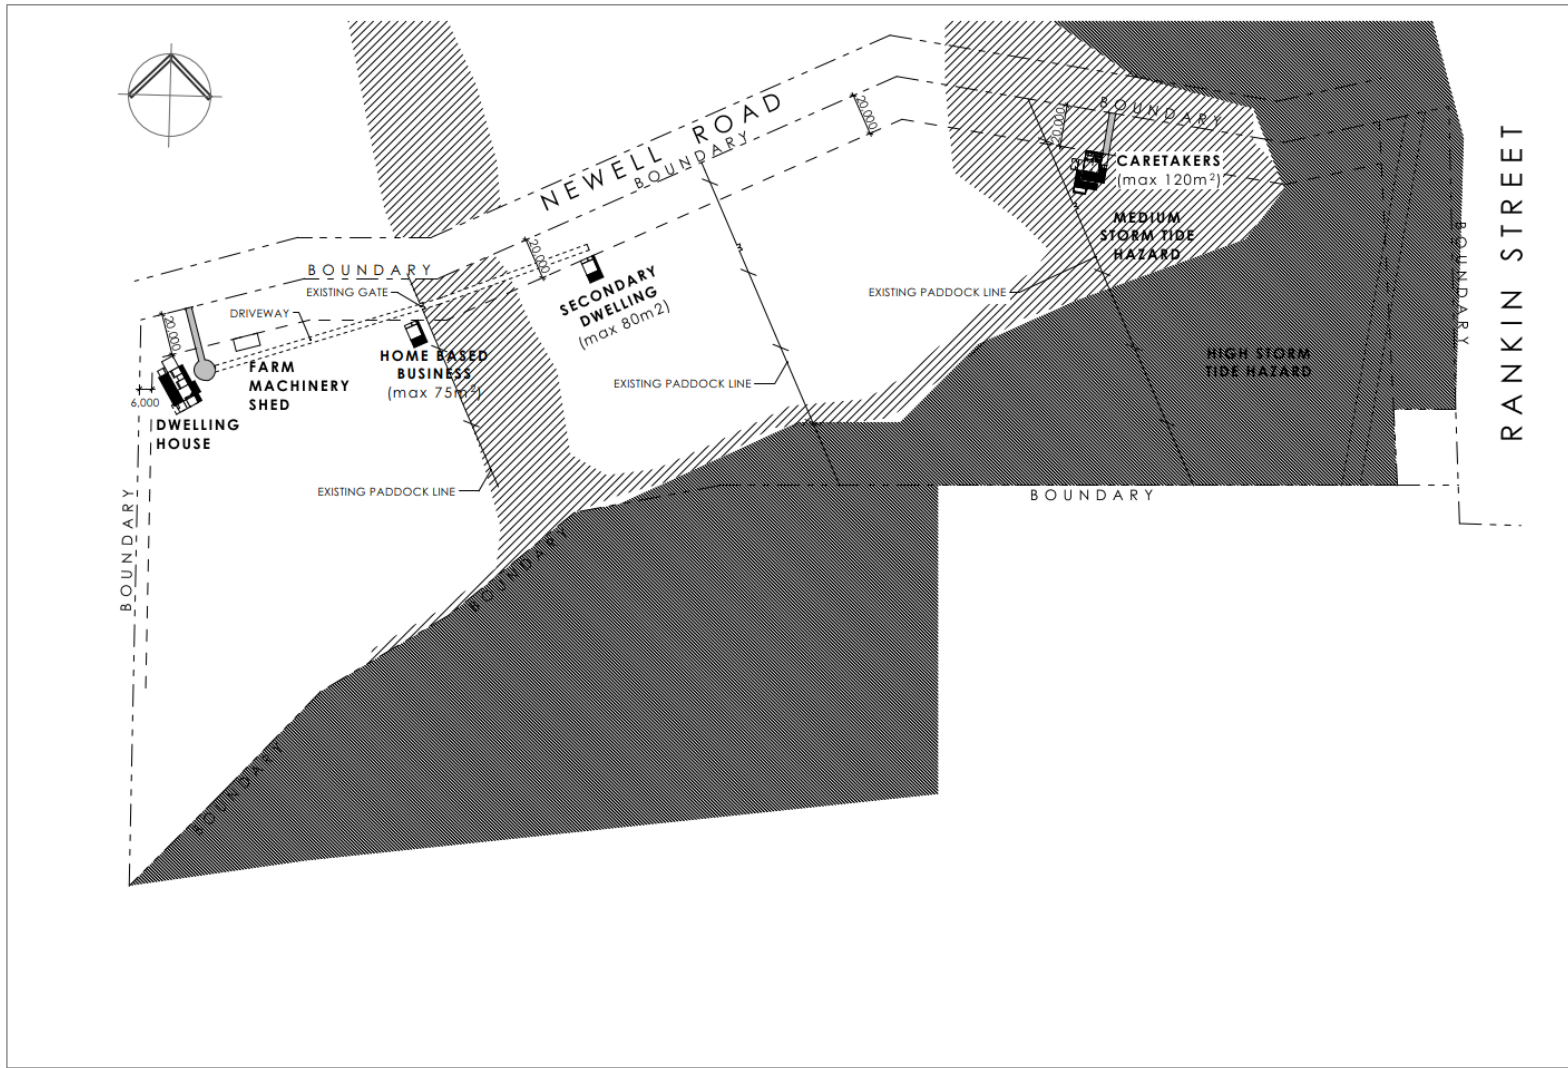 NEWELL ROAD
BOUNDARY
20,000
BOUNDARY
20,000
CARETAKERS
(max 120m²)
MEDIUM
STORM TIDE
HAZARD
RANKIN STREET
BOUNDARY
20,000
BOUNDARY
EXISTING GATE
DRIVEWAY
20,000
SECONDARY
DWELLING
(max 80m2)
EXISTING PADDOCK LINE
20,000
HOME BASED
BUSINESS
(max 75m²)
FARM
MACHINERY
SHED
6,000
DWELLING
HOUSE
EXISTING PADDOCK LINE
HIGH STORM
TIDE HAZARD
EXISTING PADDOCK LINE
BOUNDARY
BOUNDARY
BOUNDARY
BOUNDARY